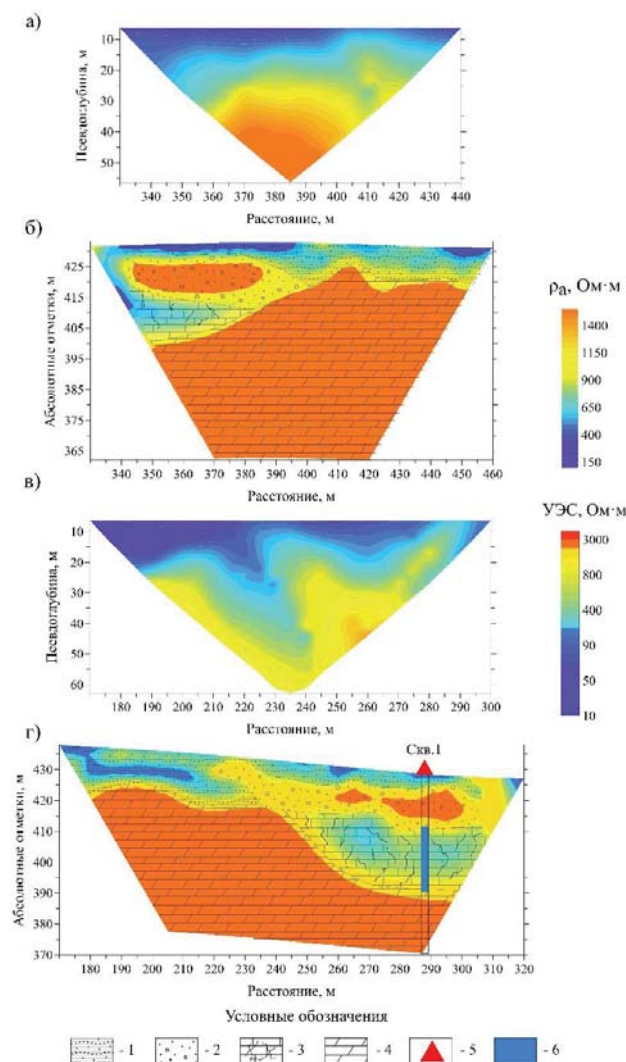 а)
10
20
30
40
50
Псевдоглубина, м
340 350 360 370 380 390 400 410 420 430 440
Расстояние, м
б)
425
415
405
395
385
375
365
Абсолютные отметки, м
340 350 360 370 380 390 400 410 420 430 440 450 460
Расстояние, м
ρа, Ом·м
1400
1150
900
650
400
150
в)
10
20
30
40
50
60
Псевдоглубина, м
170 180 190 200 210 220 230 240 250 260 270 280 290 300
Расстояние, м
УЭС, Ом·м
3000
800
400
90
50
10
г)
Скв.1
430
420
410
400
390
380
370
Абсолютные отметки, м
180 190 200 210 220 230 240 250 260 270 280 290 300 310 320
Расстояние, м
Условные обозначения
- 1 - 2 - 3 - 4 - 5 - 6